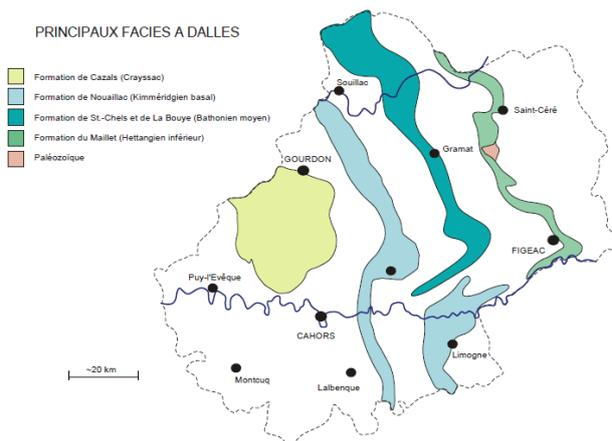 PRINCIPAUX FACIES A DALLES
Formation de Cazals (Crayssac)
Formation de Nouaillac (Kimméridgien basal)
Formation de St.-Chels et de La Bouye (Bathonien moyen)
Formation du Maillet (Hettangien inférieur)
Paléozoïque
Souillac
Saint-Céré
Gramat
GOURDON
FIGEAC
Puy-l'Evêque
CAHORS
Limogne
~20 km
Montouq
Lalbenque